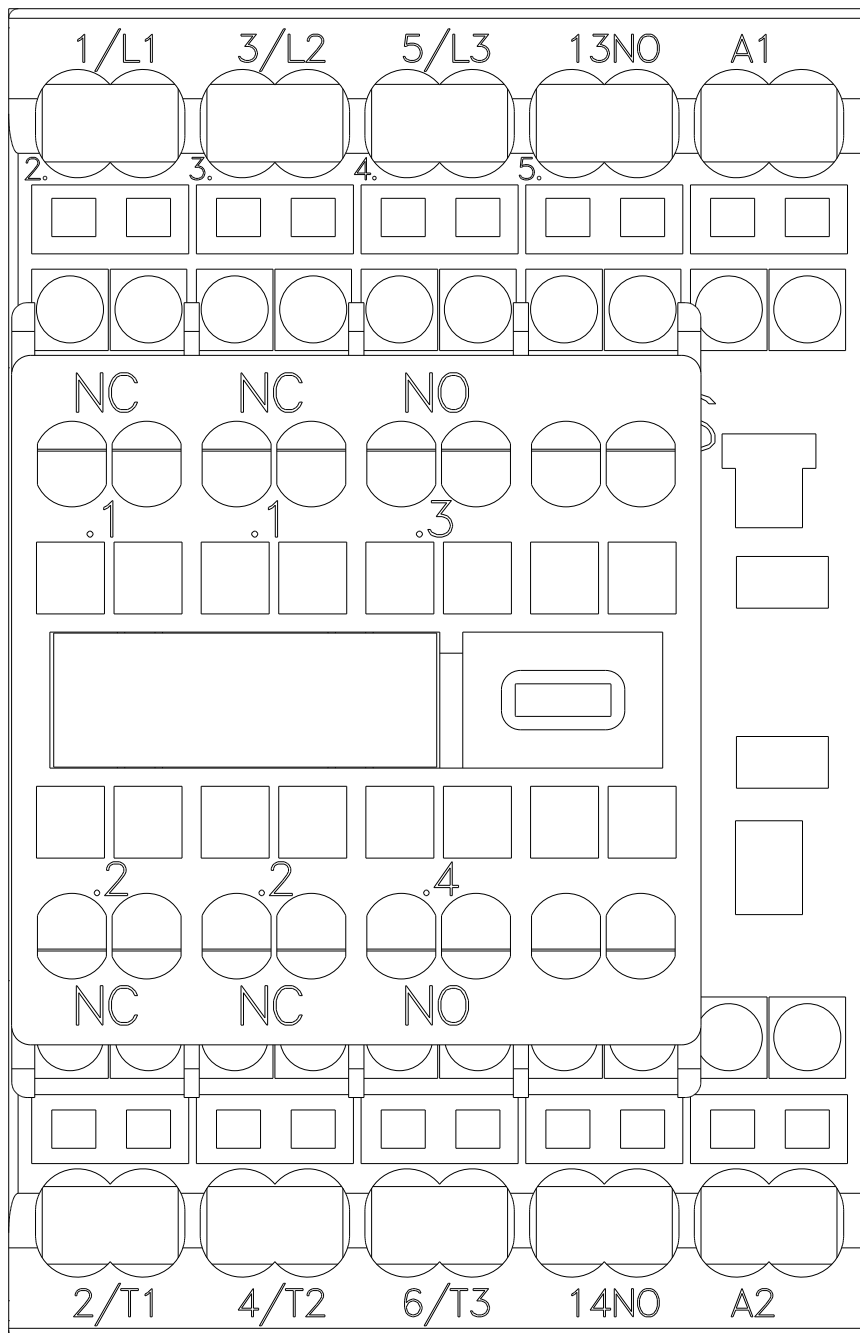 1/L1 3/L2 5/L3 13NO A1
2. 3. 4. 5.
NC NC NO
.1 .1 .3
.2 .2 .4
NC NC NO
2/T1 4/T2 6/T3 14NO A2